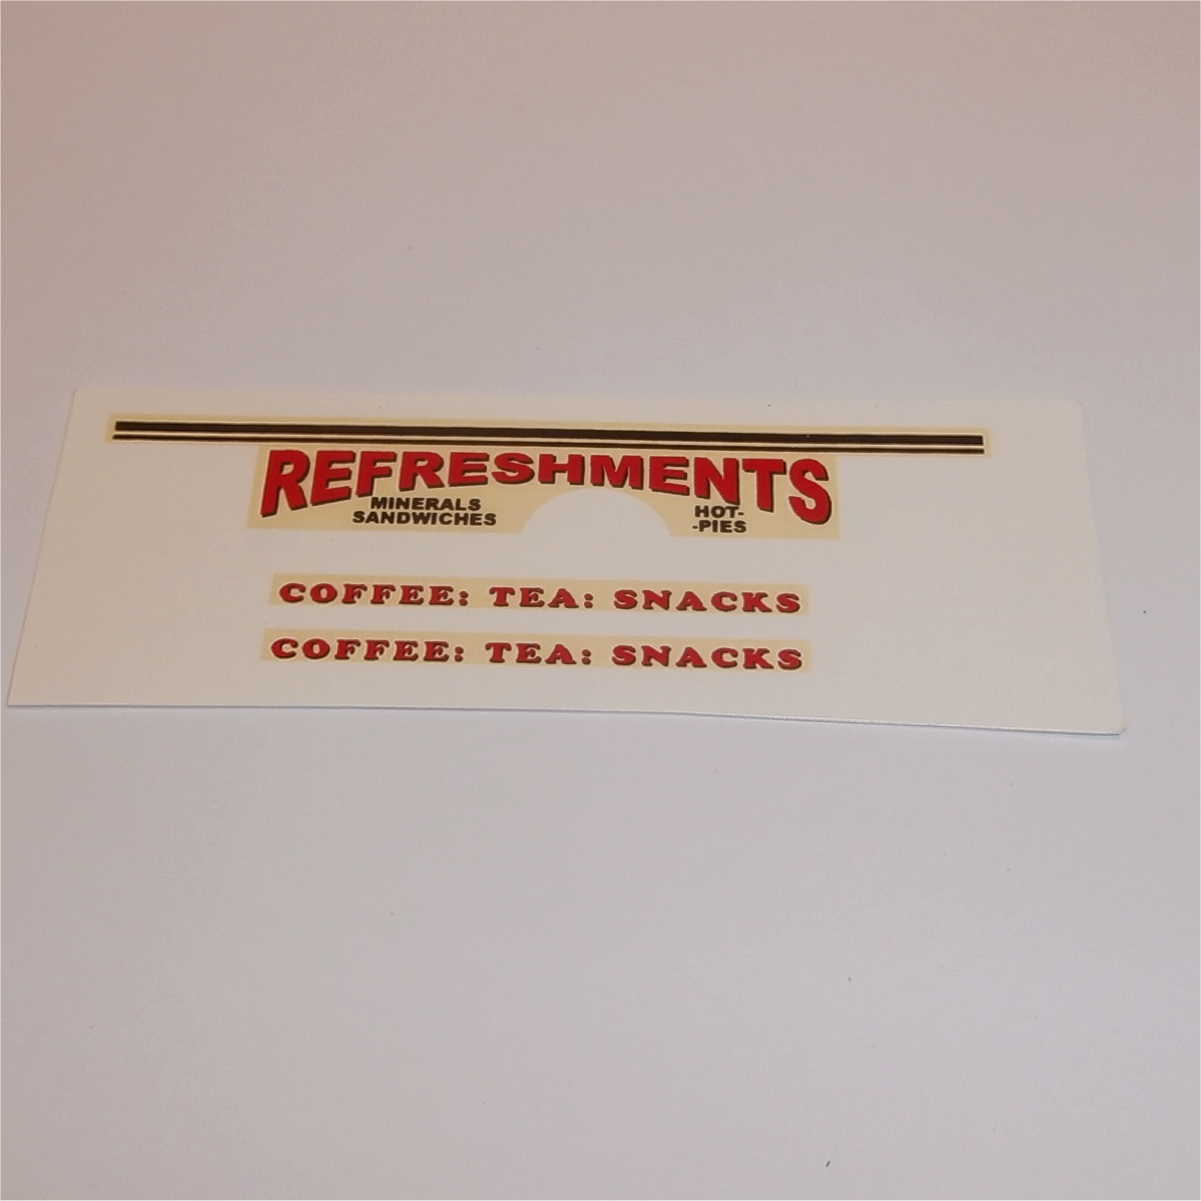 REFRESHMENTS
MINERALS
SANDWICHES
HOT-
-PIES
COFFEE: TEA: SNACKS
COFFEE: TEA: SNACKS